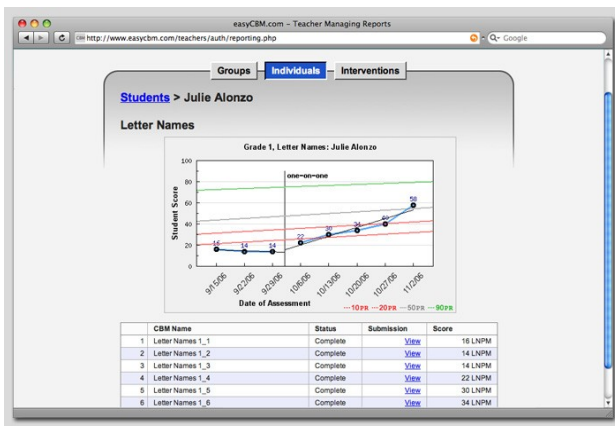 easyCBM.com – Teacher Managing Reports
http://www.easycbm.com/teachers/auth/reporting.php
Google
Groups Individuals Interventions
Students > Julie Alonzo
Letter Names
Grade 1, Letter Names: Julie Alonzo
one-on-one
Student Score
100
80
60
40
20
0
16 14 14 22 30 34 40 58
9/15/06 9/22/06 9/29/06 10/6/06 10/13/06 10/20/06 10/27/06 11/2/06
Date of Assessment
10PR 20PR 50PR 90PR
CBM Name Status Submission Score
1 Letter Names 1_1 Complete View 16 LNPM
2 Letter Names 1_2 Complete View 14 LNPM
3 Letter Names 1_3 Complete View 14 LNPM
4 Letter Names 1_4 Complete View 22 LNPM
5 Letter Names 1_5 Complete View 30 LNPM
6 Letter Names 1_6 Complete View 34 LNPM